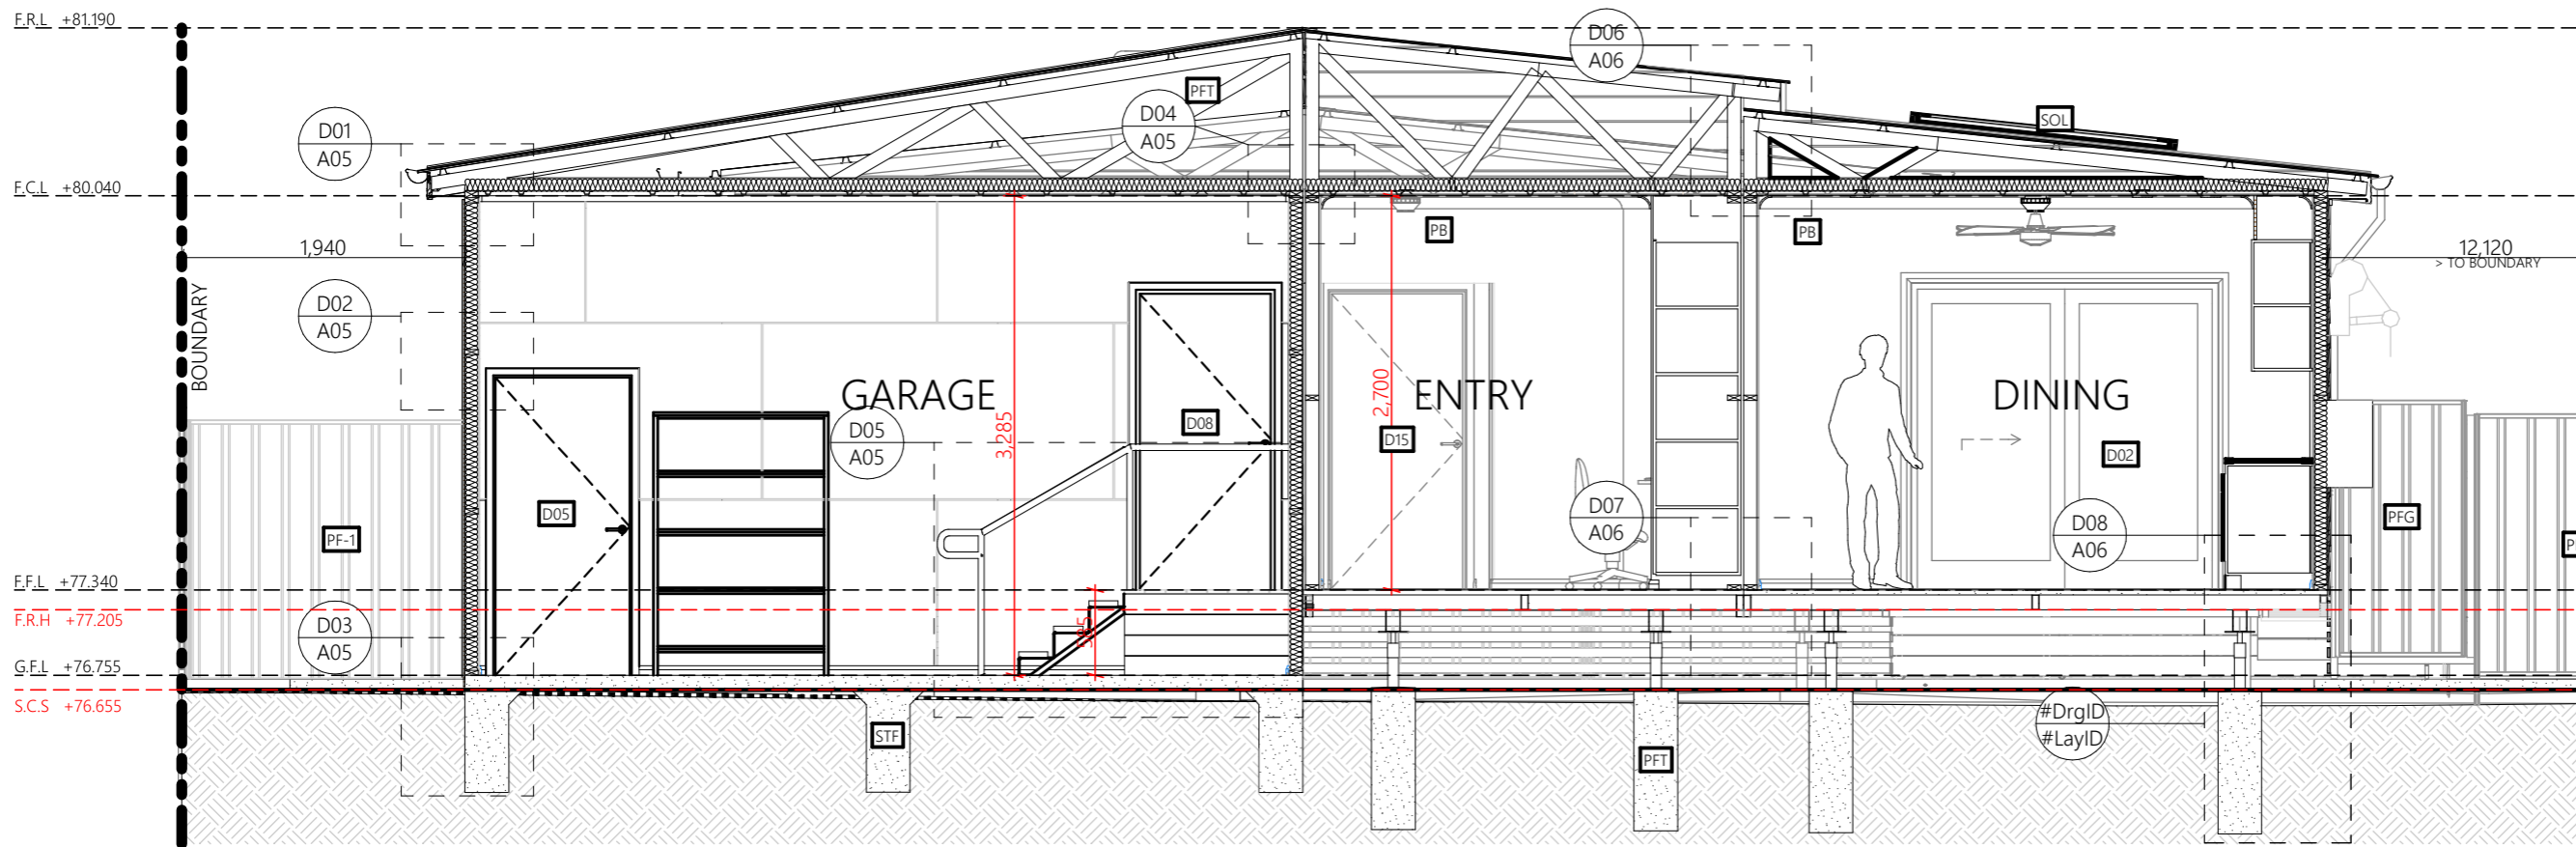 F.R.L +81.190
D06
A06
PFT
D04
A05
SOL
D01
A05
F.C.L +80.040
PB
PB
1,940
12,120
> TO BOUNDARY
D02
A05
BOUNDARY
GARAGE
ENTRY
DINING
3,285
2,700
D05
A05
D08
D15
D02
D05
PF-1
D07
A06
D08
A06
PFG
F.F.L +77.340
F.R.H +77.205
D03
A05
G.F.L +76.755
S.C.S +76.655
STF
PFT
#DrgID
#LayID